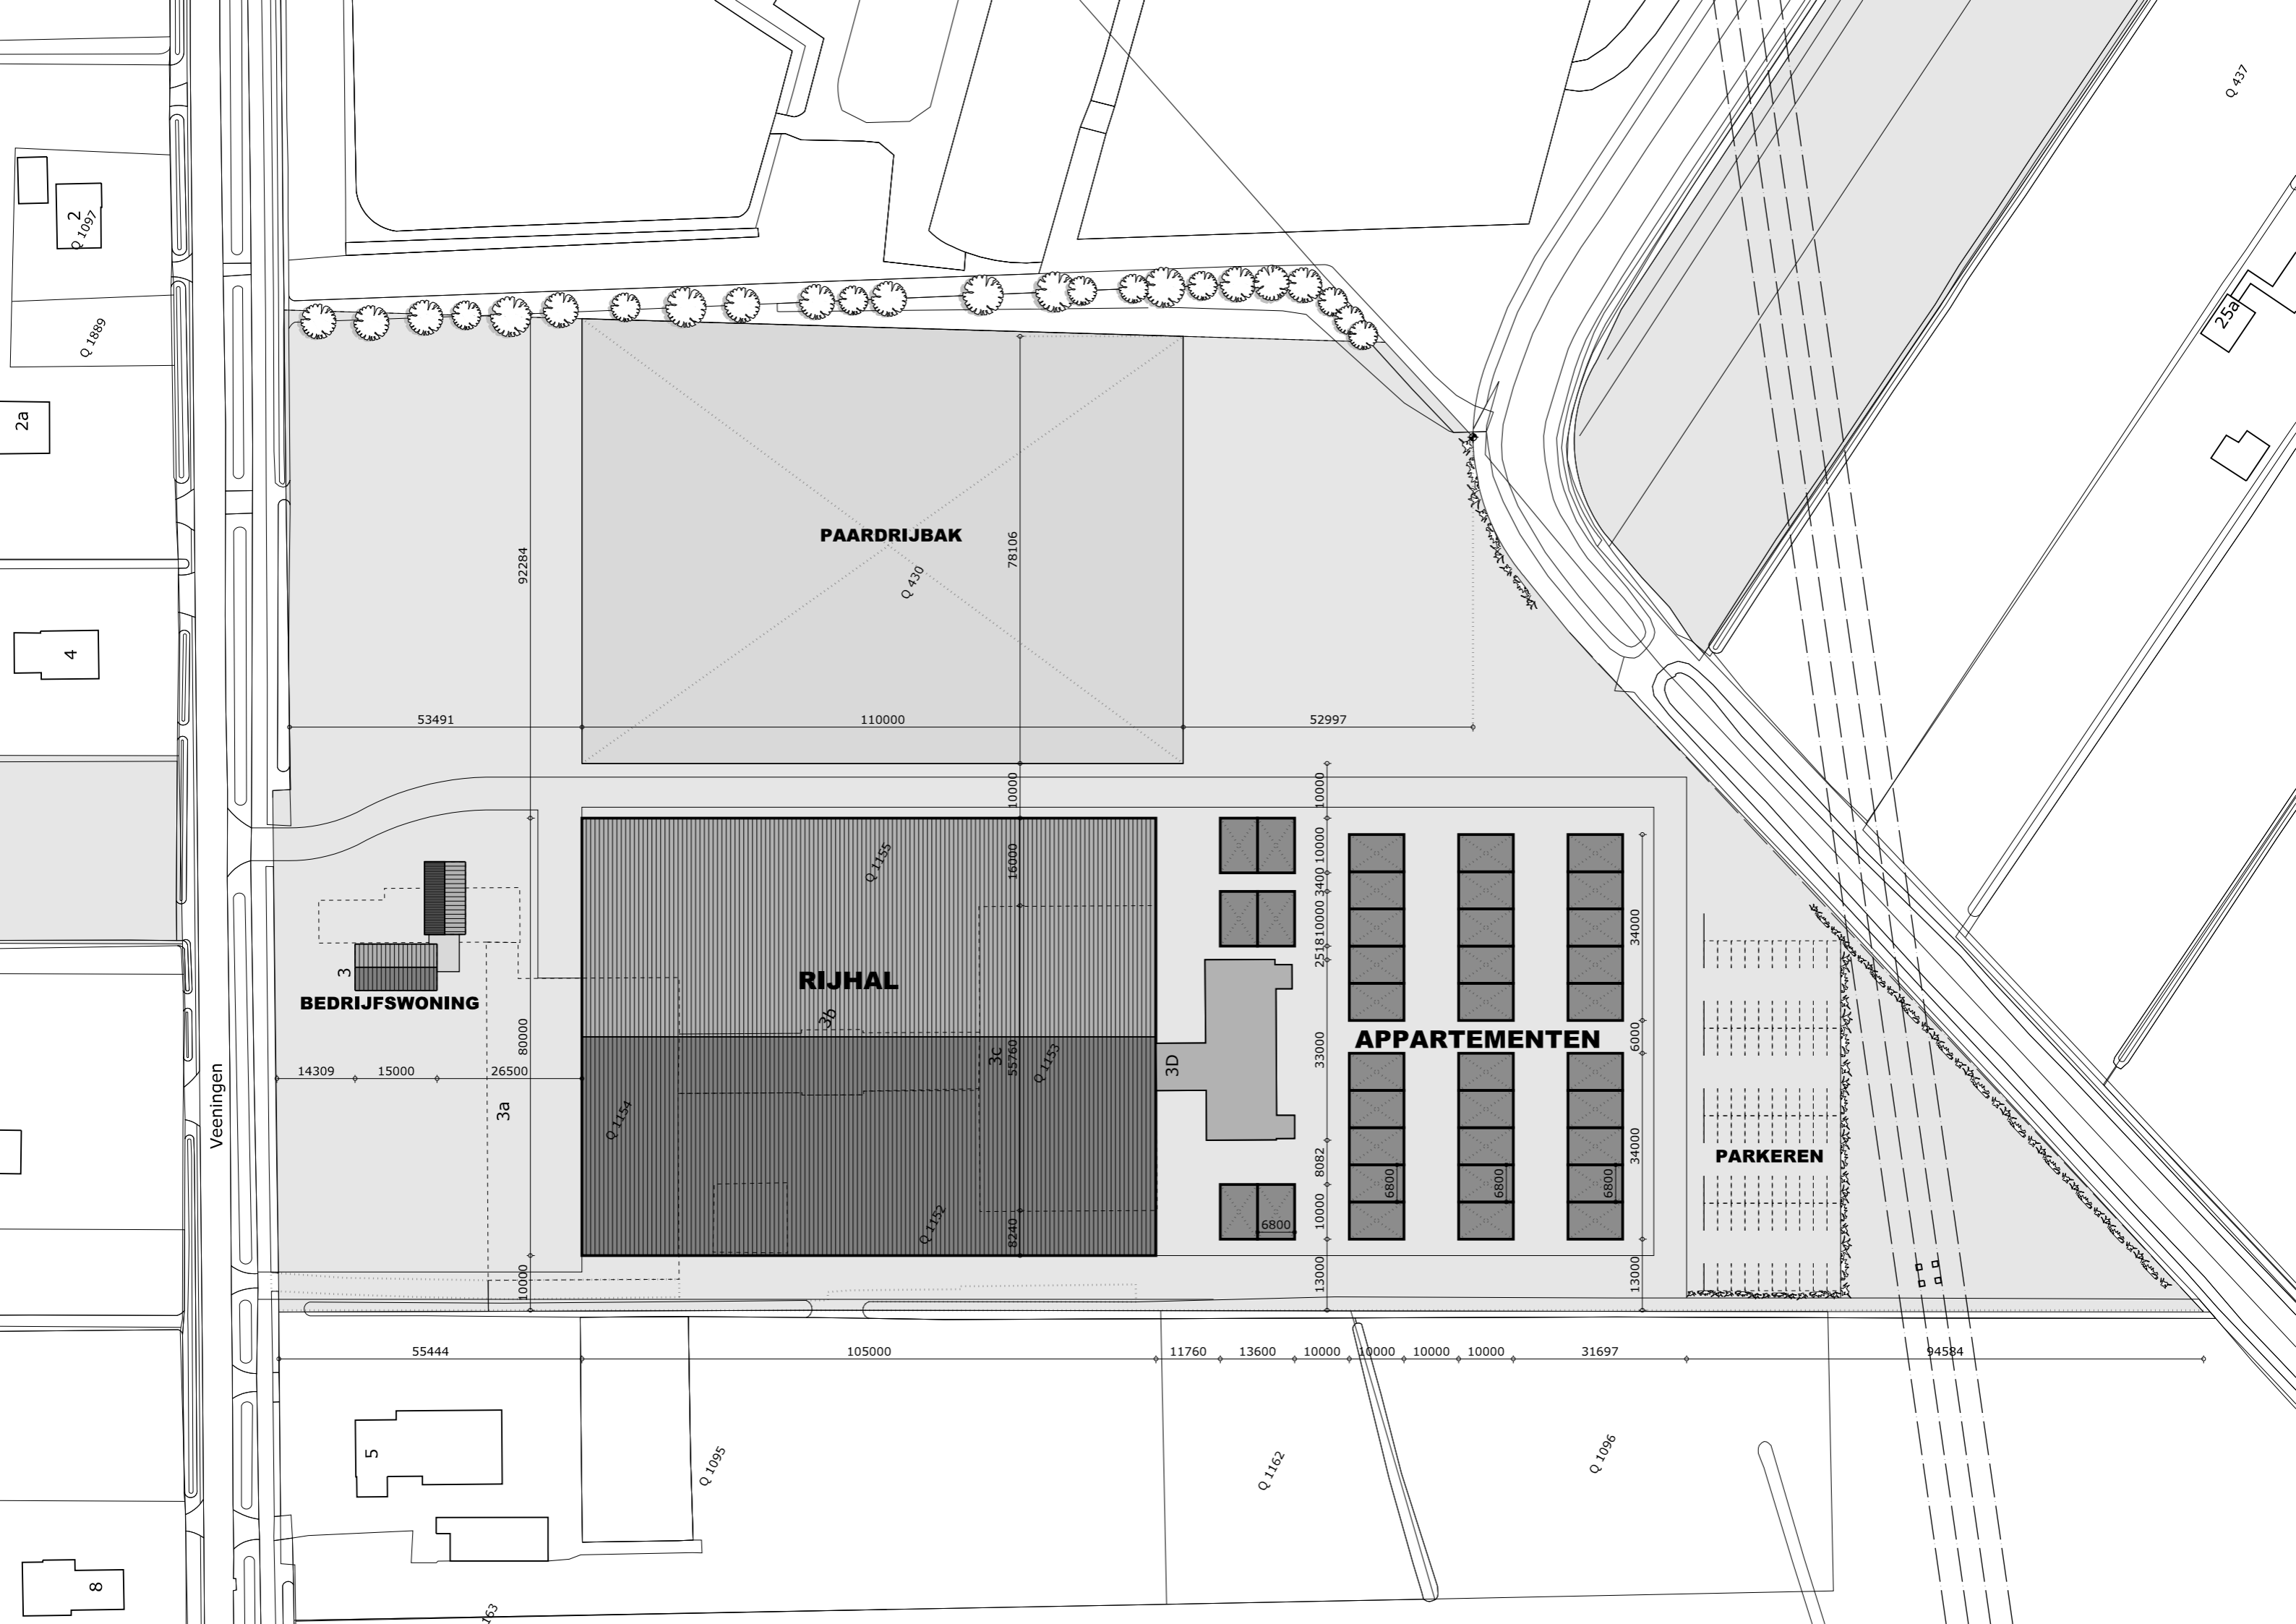 Q 437
2
Q 1097
25a
Q 1889
2a
PAARDRIJBAK
92284
78106
Q 430
4
53491
110000
52997
10000
10000
10000
16000
Q 1155
3400
10000
2518
34000
RIJHAL
3
BEDRIJFSWONING
3b
APPARTEMENTEN
80000
3c
55760
Q 1153
3D
33000
6000
14309
15000
26500
Veeningen
3a
Q 1154
34000
PARKEREN
8082
6800
6800
6800
10000
6800
Q 1152
8240
10000
13000
13000
55444
105000
11760
13600
10000
10000
10000
10000
31697
94584
5
Q 1095
Q 1162
Q 1096
8
163